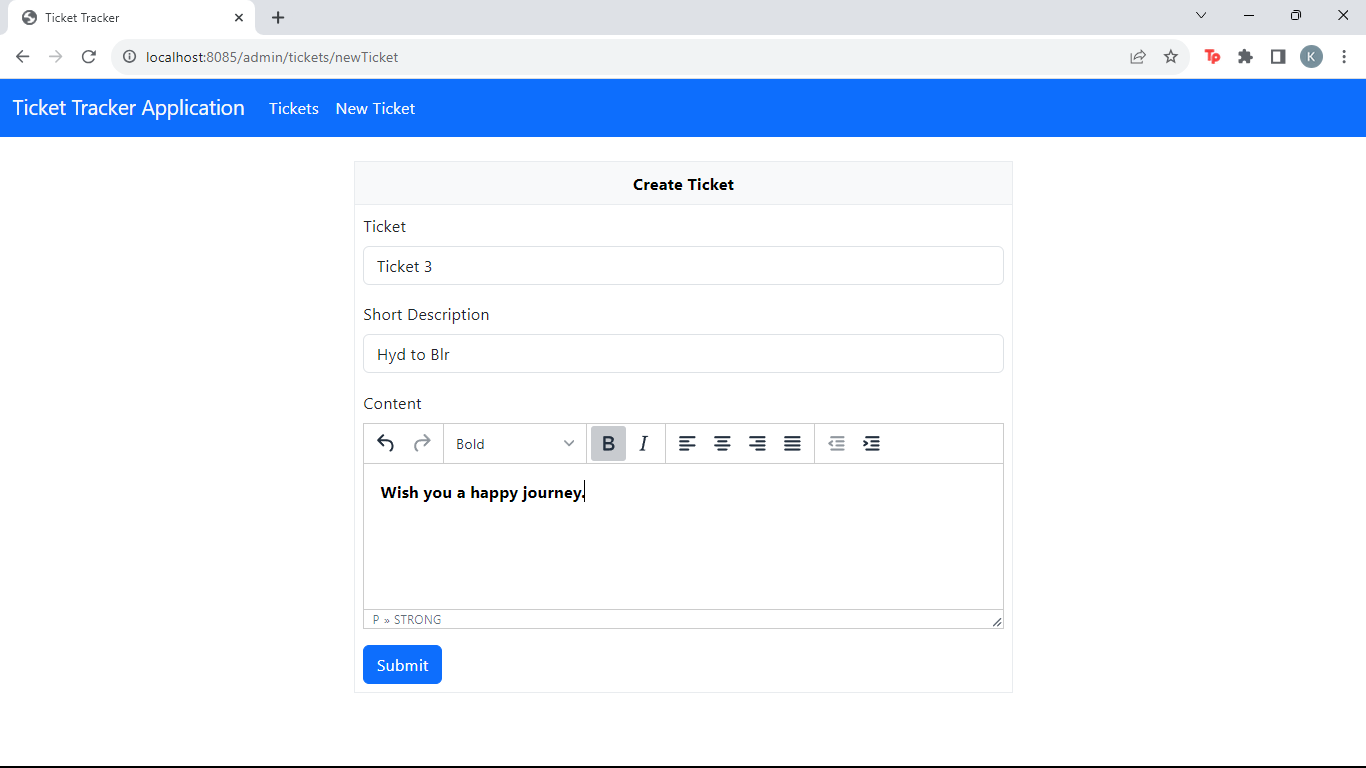 Ticket Tracker
localhost:8085/admin/tickets/newTicket
Tp
K
Ticket Tracker Application Tickets New Ticket
Create Ticket
Ticket
Ticket 3
Short Description
Hyd to Blr
Content
Bold B I
Wish you a happy journey.
P » STRONG
Submit